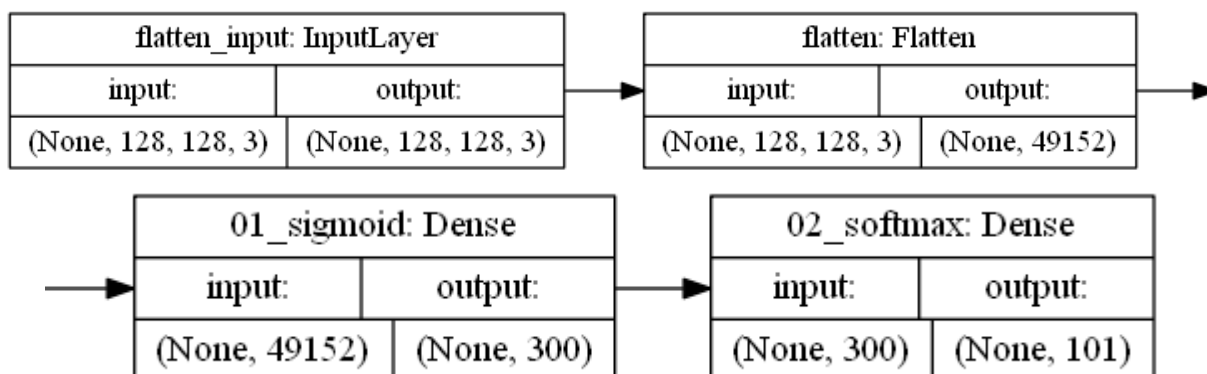 flatten_input: InputLayer
input: output:
(None, 128, 128, 3) (None, 128, 128, 3)
flatten: Flatten
input: output:
(None, 128, 128, 3) (None, 49152)
01_sigmoid: Dense
input: output:
(None, 49152) (None, 300)
02_softmax: Dense
input: output:
(None, 300) (None, 101)